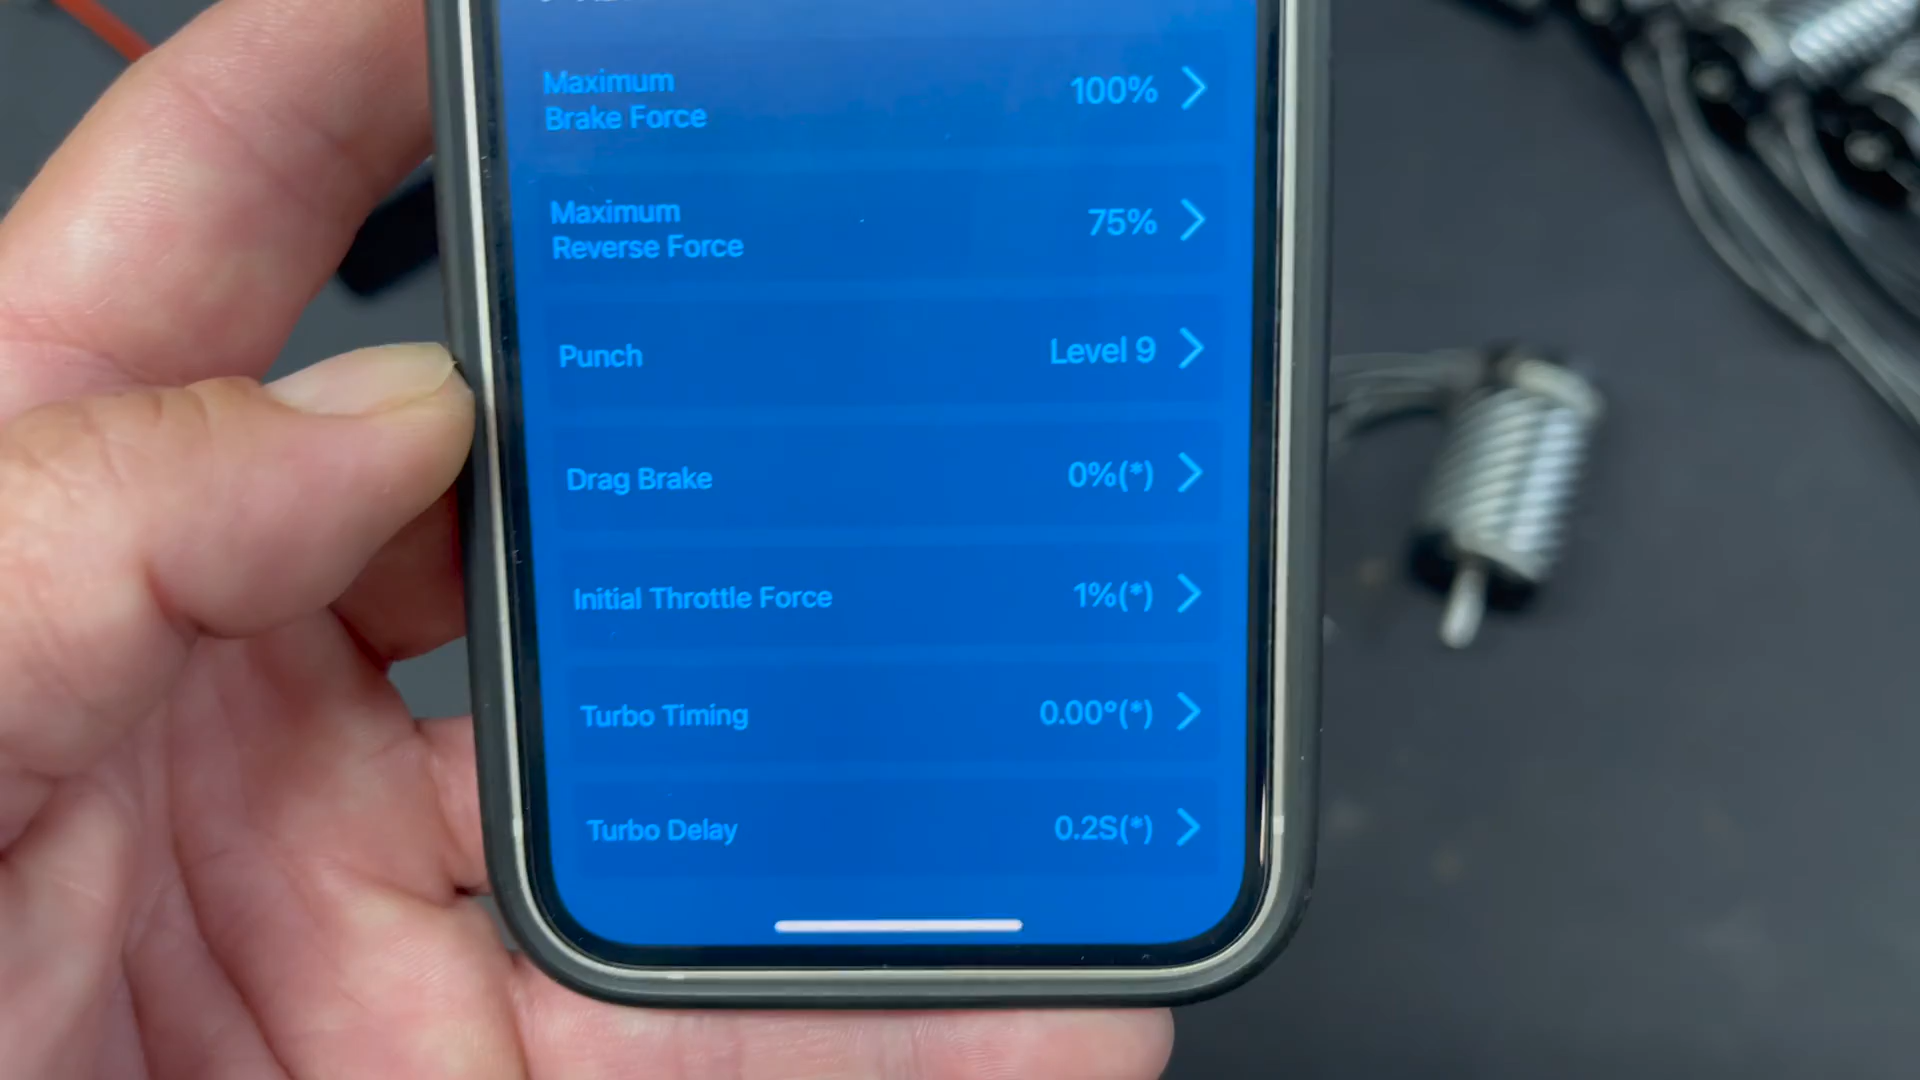 Maximum
Brake Force
100%
Maximum
Reverse Force
75%
Punch
Level 9
Drag Brake
0%(*)
Initial Throttle Force
1%(*)
Turbo Timing
0.00°(*)
Turbo Delay
0.2S(*)